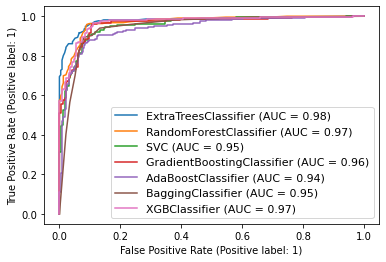 True Positive Rate (Positive label: 1)
1.0
0.8
0.6
0.4
0.2
0.0
ExtraTreesClassifier (AUC = 0.98)
RandomForestClassifier (AUC = 0.97)
SVC (AUC = 0.95)
GradientBoostingClassifier (AUC = 0.96)
AdaBoostClassifier (AUC = 0.94)
BaggingClassifier (AUC = 0.95)
XGBClassifier (AUC = 0.97)
0.0 0.2 0.4 0.6 0.8 1.0
False Positive Rate (Positive label: 1)